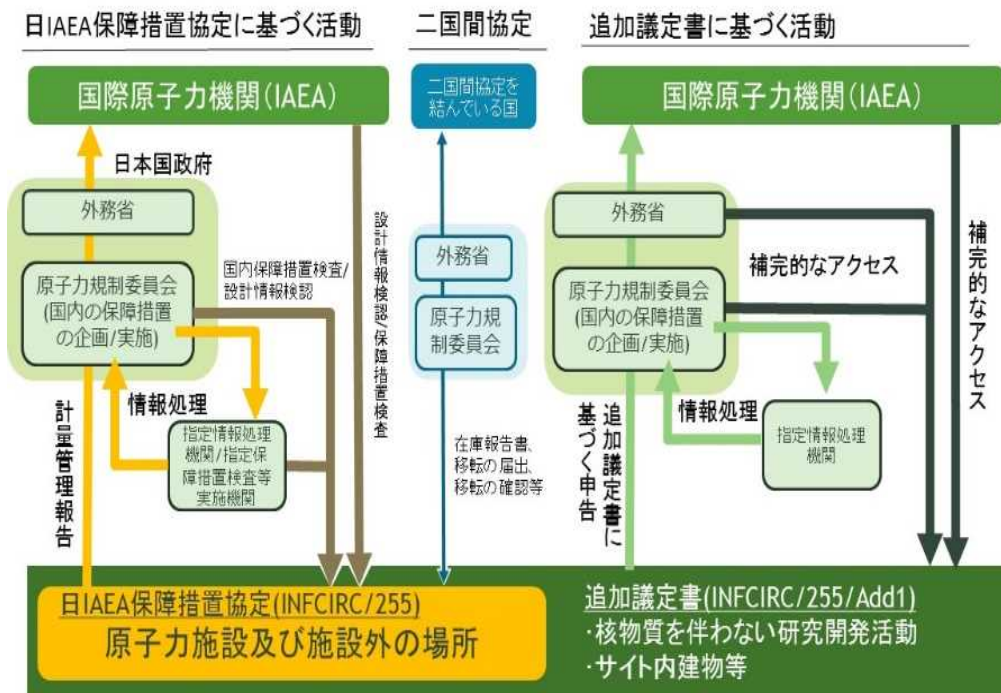 日IAEA保障措置協定に基づく活動
国際原子力機関(IAEA)
日本国政府
外務省
原子力規制委員会
(国内の保障措置
の企画/実施)
国内保障措置検査/
設計情報検認
設計情報検認/保障措置検査
情報処理
指定情報処理
機関/指定保
障措置検査等
実施機関
計量管理報告
日IAEA保障措置協定(INFCIRC/255)
原子力施設及び施設外の場所
二国間協定
二国間協定を
結んでいる国
外務省
原子力規
制委員会
在庫報告書、
移転の届出、
移転の確認等
追加議定書に基づく活動
国際原子力機関(IAEA)
外務省
原子力規制委員会
(国内の保障措置
の企画/実施)
補完的なアクセス
補完的なアクセス
情報処理
指定情報処理
機関
追加議定書に
基づく申告
追加議定書(INFCIRC/255/Add1)
・核物質を伴わない研究開発活動
・サイト内建物等